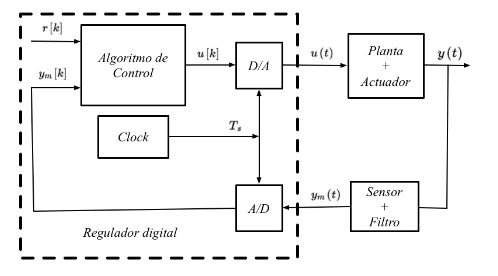 r[k]
Algoritmo de
Control
y_m[k]
u[k]
D/A
u(t)
Planta
+
Actuador
y(t)
Clock
T_s
A/D
y_m(t)
Sensor
+
Filtro
Regulador digital